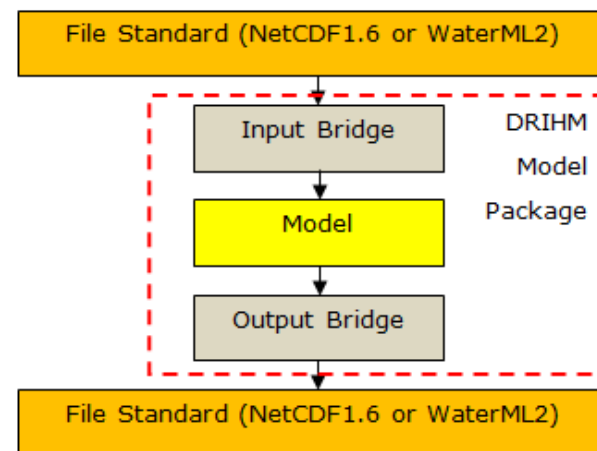 File Standard (NetCDF1.6 or WaterML2)
Input Bridge
DRIHM
Model
Package
Model
Output Bridge
File Standard (NetCDF1.6 or WaterML2)